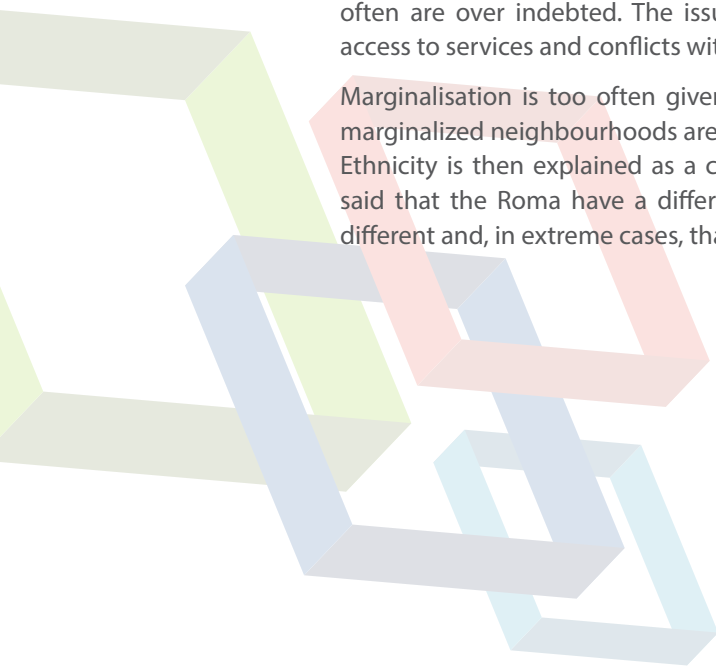 often are over indebted. The issu
access to services and conflicts wit
Marginalisation is too often given
marginalized neighbourhoods are
Ethnicity is then explained as a c
said that the Roma have a differ
different and, in extreme cases, tha